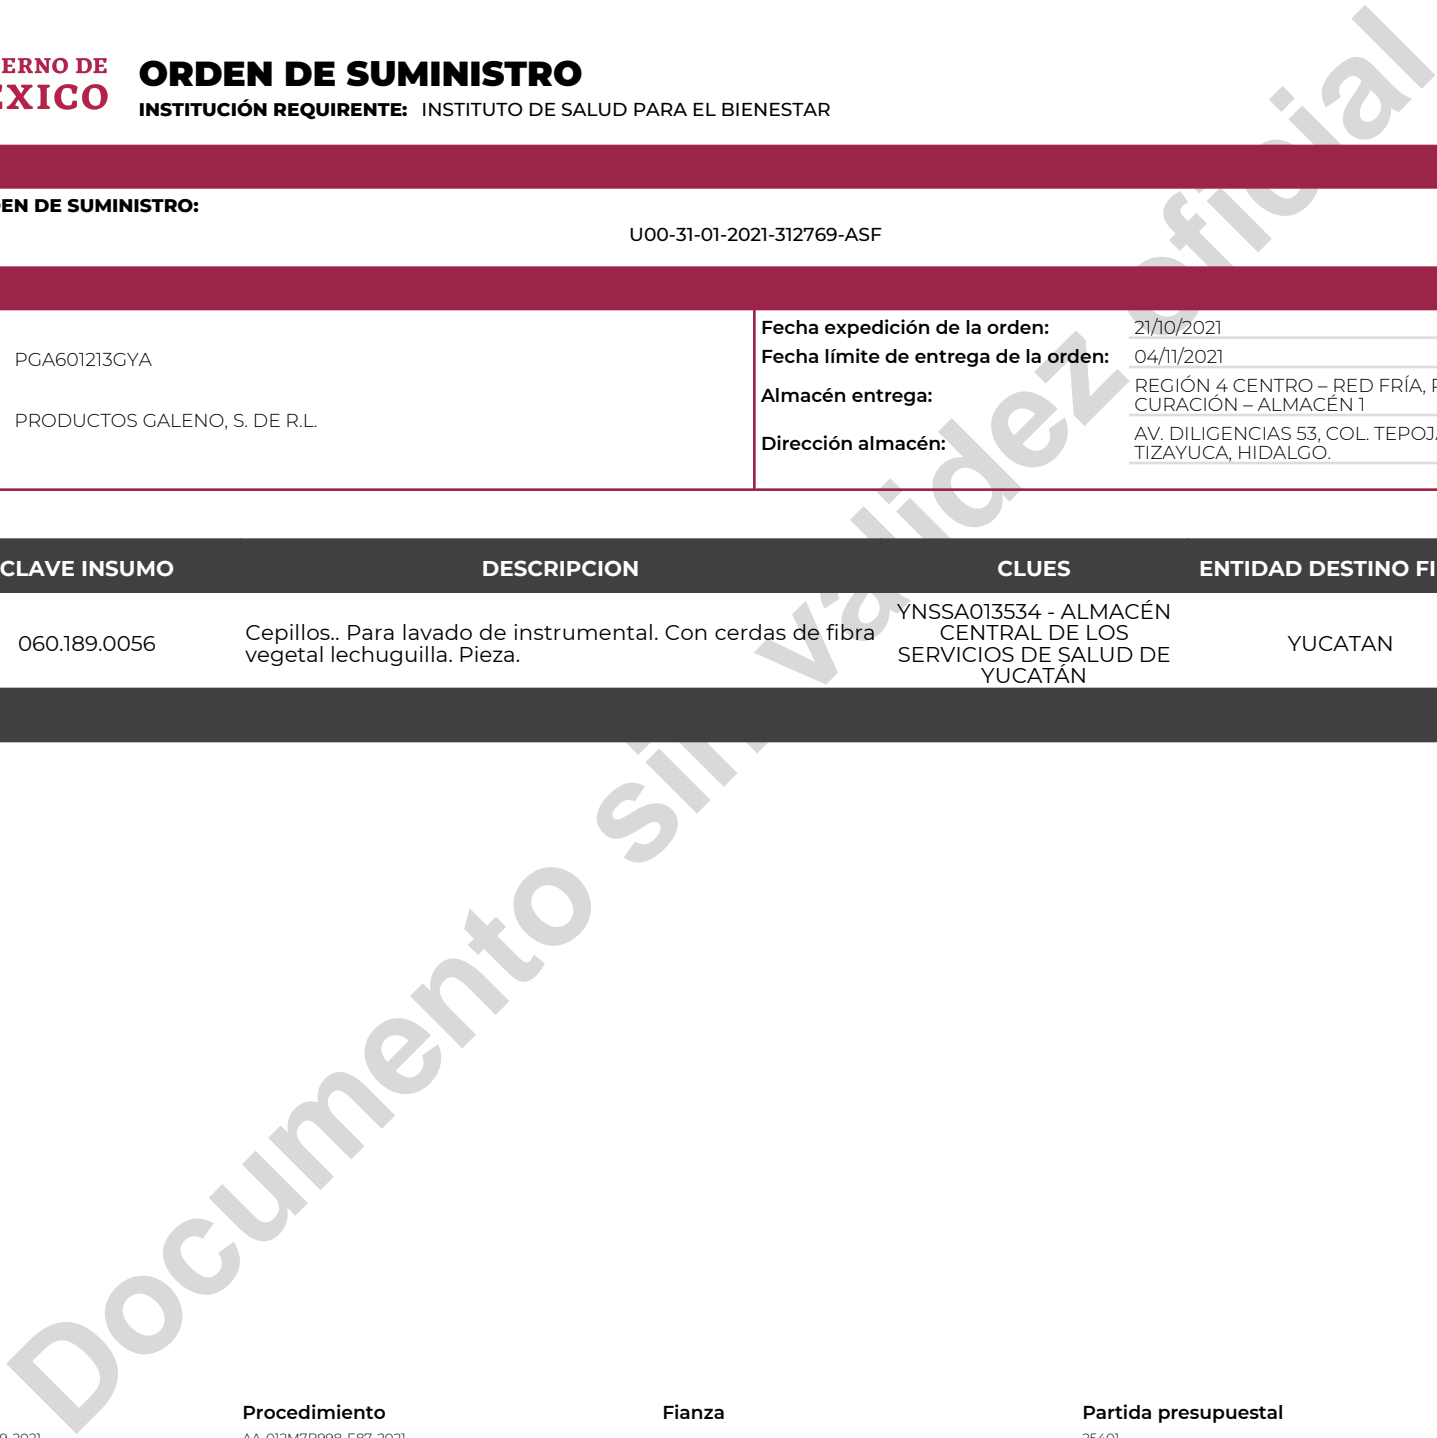 ERNO DE
EXICO
ORDEN DE SUMINISTRO
INSTITUCIÓN REQUIRENTE: INSTITUTO DE SALUD PARA EL BIENESTAR
EN DE SUMINISTRO:
U00-31-01-2021-312769-ASF
PGA601213GYA
PRODUCTOS GALENO, S. DE R.L.
Fecha expedición de la orden: 21/10/2021
Fecha límite de entrega de la orden: 04/11/2021
Almacén entrega: REGIÓN 4 CENTRO – RED FRÍA,
CURACIÓN – ALMACÉN 1
Dirección almacén: AV. DILIGENCIAS 53, COL. TEPOJ
TIZAYUCA, HIDALGO.
CLAVE INSUMO DESCRIPCION CLUES ENTIDAD DESTINO FI
060.189.0056
Cepillos.. Para lavado de instrumental. Con cerdas de fibra
vegetal lechuguilla. Pieza.
YNSSA013534 - ALMACÉN
CENTRAL DE LOS
SERVICIOS DE SALUD DE
YUCATÁN
YUCATAN
Documento sin validez oficial
Procedimiento Fianza Partida presupuestal